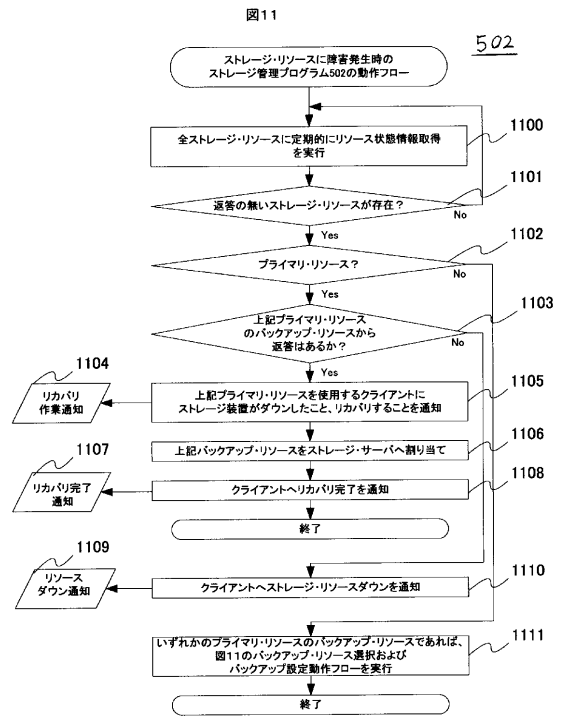 図11
502
ストレージ・リソースに障害発生時の
ストレージ管理プログラム502の動作フロー
1100
全ストレージ・リソースに定期的にリソース状態情報取得
を実行
1101
返答の無いストレージ・リソースが存在?
No
Yes
1102
プライマリ・リソース?
No
Yes
1103
上記プライマリ・リソース
のバックアップ・リソースから
返答はあるか?
No
Yes
1104
リカバリ
作業通知
1105
上記プライマリ・リソースを使用するクライアントに
ストレージ装置がダウンしたこと、リカバリすることを通知
1106
上記バックアップ・リソースをストレージ・サーバへ割り当て
1107
リカバリ完了
通知
1108
クライアントへリカバリ完了を通知
終了
1109
リソース
ダウン通知
1110
クライアントへストレージ・リソースダウンを通知
1111
いずれかのプライマリ・リソースのバックアップ・リソースであれば、
図11のバックアップ・リソース選択および
バックアップ設定動作フローを実行
終了